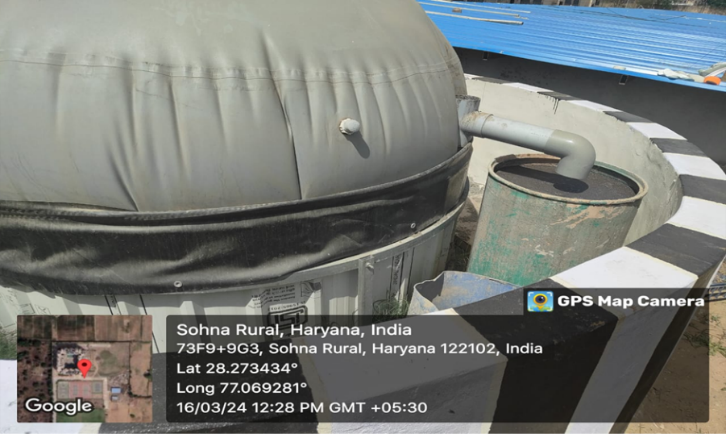 GPS Map Camera
Sohna Rural, Haryana, India
73F9+9G3, Sohna Rural, Haryana 122102, India
Lat 28.273434°
Long 77.069281°
16/03/24 12:28 PM GMT +05:30
Google